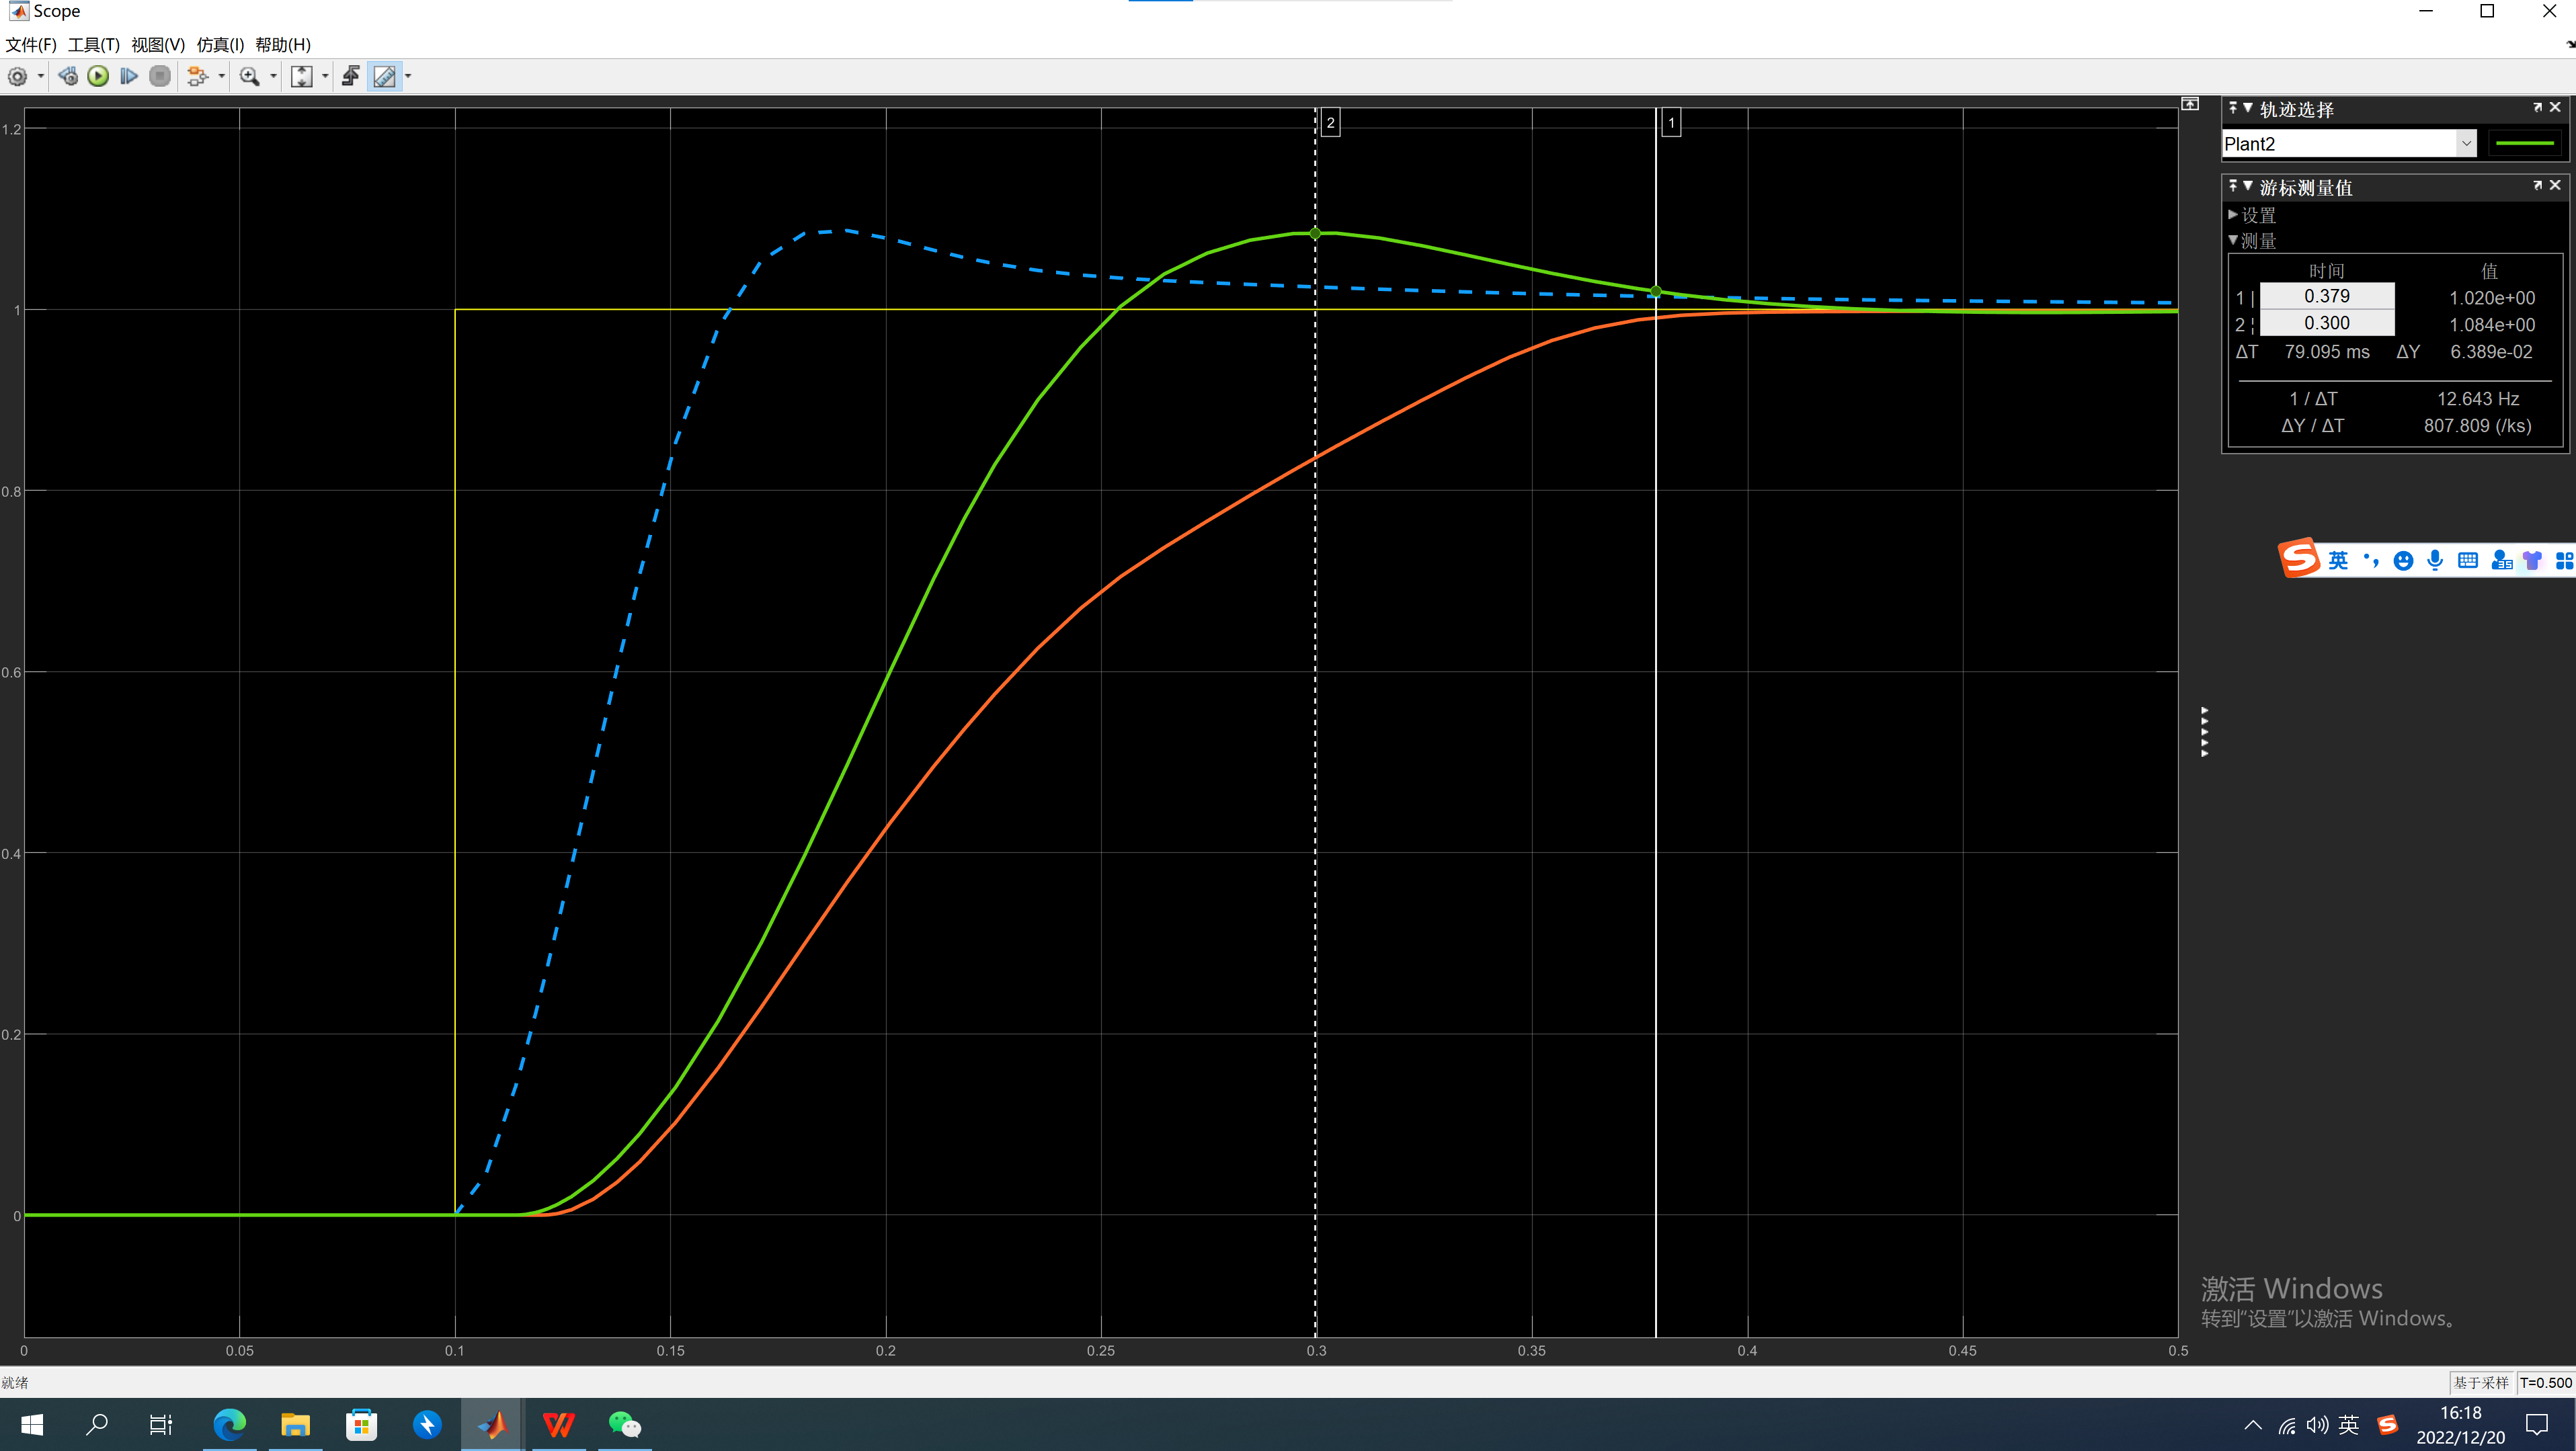 Scope
文件(F) 工具(T) 视图(V) 仿真(I) 帮助(H)
2
1
1.2
1
0.8
0.6
0.4
0.2
0
0 0.05 0.1 0.15 0.2 0.25 0.3 0.35 0.4 0.45 0.5
轨迹选择
Plant2
游标测量值
设置
测量
时间 值
1 | 0.379 1.020e+00
2 ¦ 0.300 1.084e+00
ΔT 79.095 ms ΔY 6.389e-02
1 / ΔT 12.643 Hz
ΔY / ΔT 807.809 (/ks)
S 英
激活 Windows
转到"设置"以激活 Windows。
就绪
基于采样 T=0.500
英 S 16:18
2022/12/20